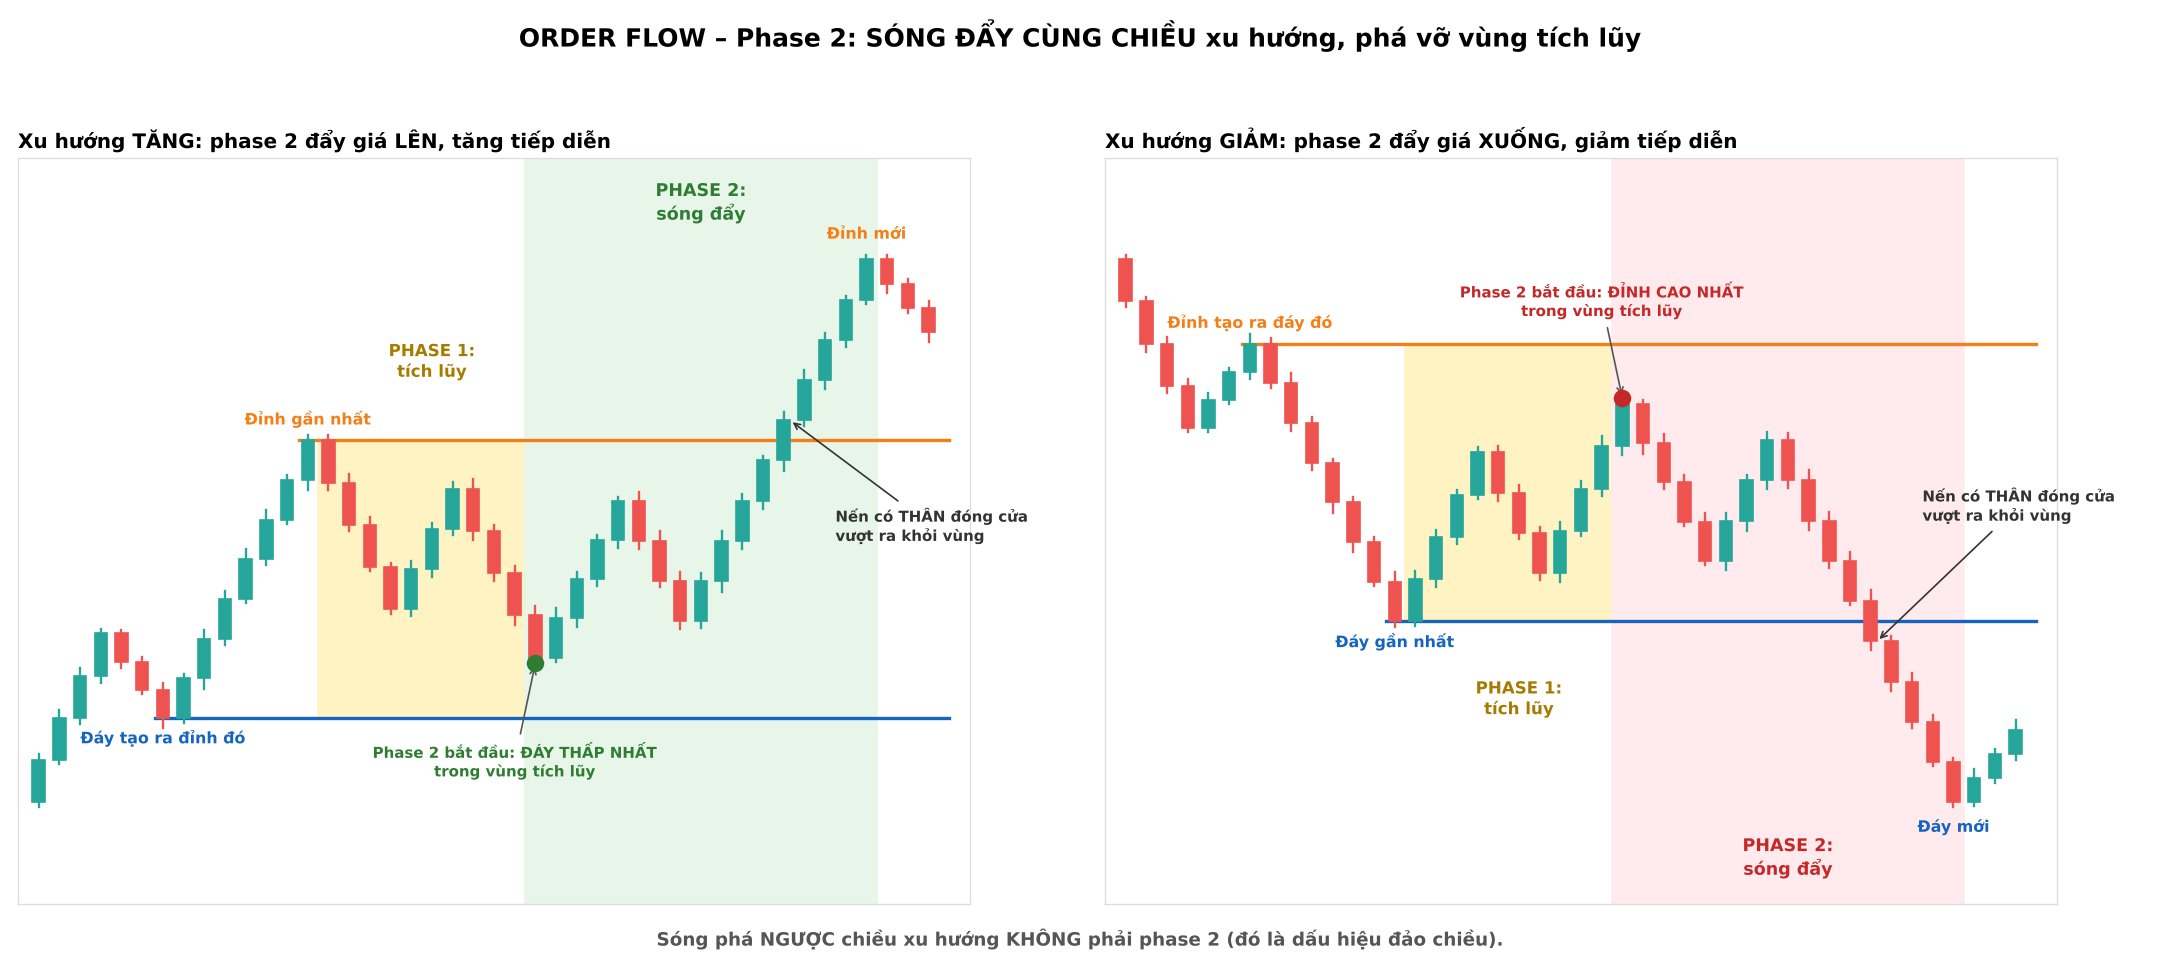 ORDER FLOW – Phase 2: SÓNG ĐẨY CÙNG CHIỀU xu hướng, phá vỡ vùng tích lũy
Xu hướng TĂNG: phase 2 đẩy giá LÊN, tăng tiếp diễn
PHASE 2:
sóng đẩy
Đỉnh mới
PHASE 1:
tích lũy
Đỉnh gần nhất
Nến có THÂN đóng cửa
vượt ra khỏi vùng
Đáy tạo ra đỉnh đó
Phase 2 bắt đầu: ĐÁY THẤP NHẤT
trong vùng tích lũy
Xu hướng GIẢM: phase 2 đẩy giá XUỐNG, giảm tiếp diễn
Phase 2 bắt đầu: ĐỈNH CAO NHẤT
trong vùng tích lũy
Đỉnh tạo ra đáy đó
Nến có THÂN đóng cửa
vượt ra khỏi vùng
Đáy gần nhất
PHASE 1:
tích lũy
Đáy mới
PHASE 2:
sóng đẩy
Sóng phá NGƯỢC chiều xu hướng KHÔNG phải phase 2 (đó là dấu hiệu đảo chiều).